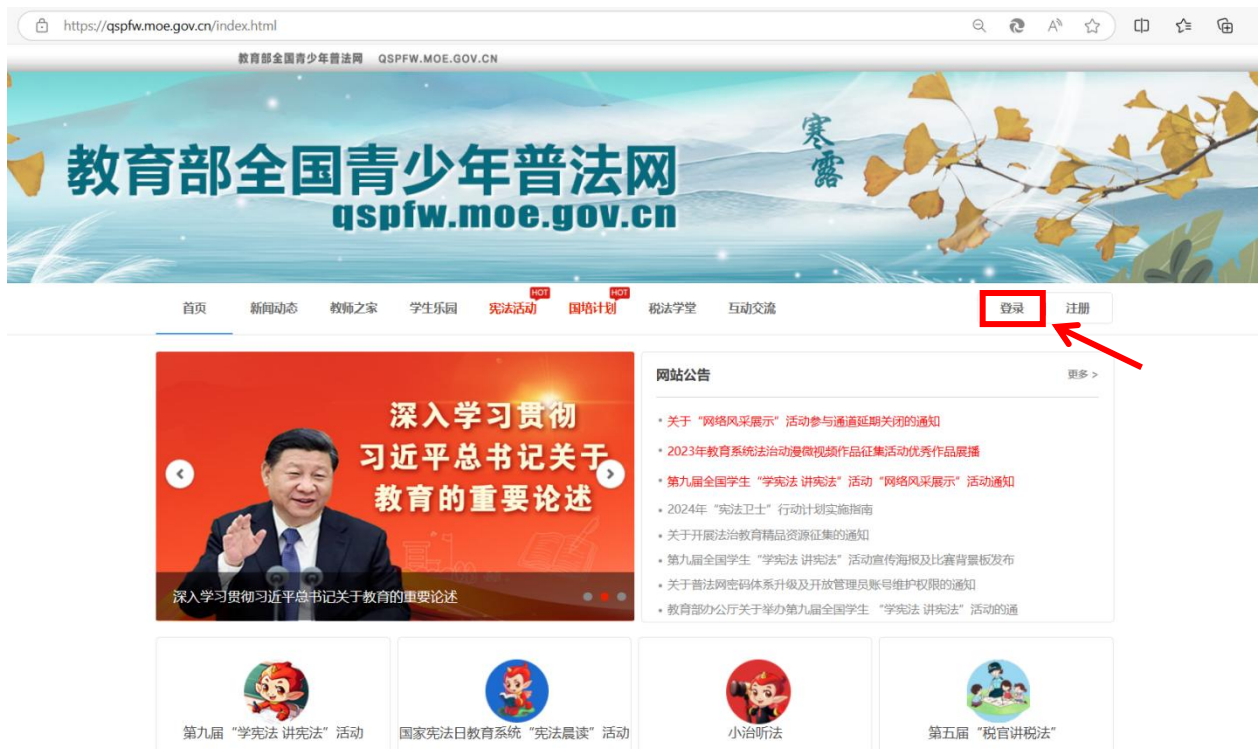 https://qspfw.moe.gov.cn/index.html
教育部全国青少年普法网 QSPFW.MOE.GOV.CN
寒露
教育部全国青少年普法网
qspfw.moe.gov.cn
首页 新闻动态 教师之家 学生乐园 宪法活动 HOT 国培计划 HOT 税法学堂 互动交流 登录 注册
深入学习贯彻
习近平总书记关于
教育的重要论述
深入学习贯彻习近平总书记关于教育的重要论述
网站公告 更多 >
• 关于“网络风采展示”活动参与通道延期关闭的通知
• 2023年教育系统法治动漫微视频作品征集活动优秀作品展播
• 第九届全国学生“学宪法 讲宪法”活动“网络风采展示”活动通知
• 2024年“宪法卫士”行动计划实施指南
• 关于开展法治教育精品资源征集的通知
• 第九届全国学生“学宪法 讲宪法”活动宣传海报及比赛背景板发布
• 关于普法网密码体系升级及开放管理员账号维护权限的通知
• 教育部办公厅关于举办第九届全国学生 “学宪法 讲宪法”活动的通
第九届“学宪法 讲宪法”活动
国家宪法日教育系统“宪法晨读”活动
小治听法
第五届“税官讲税法”